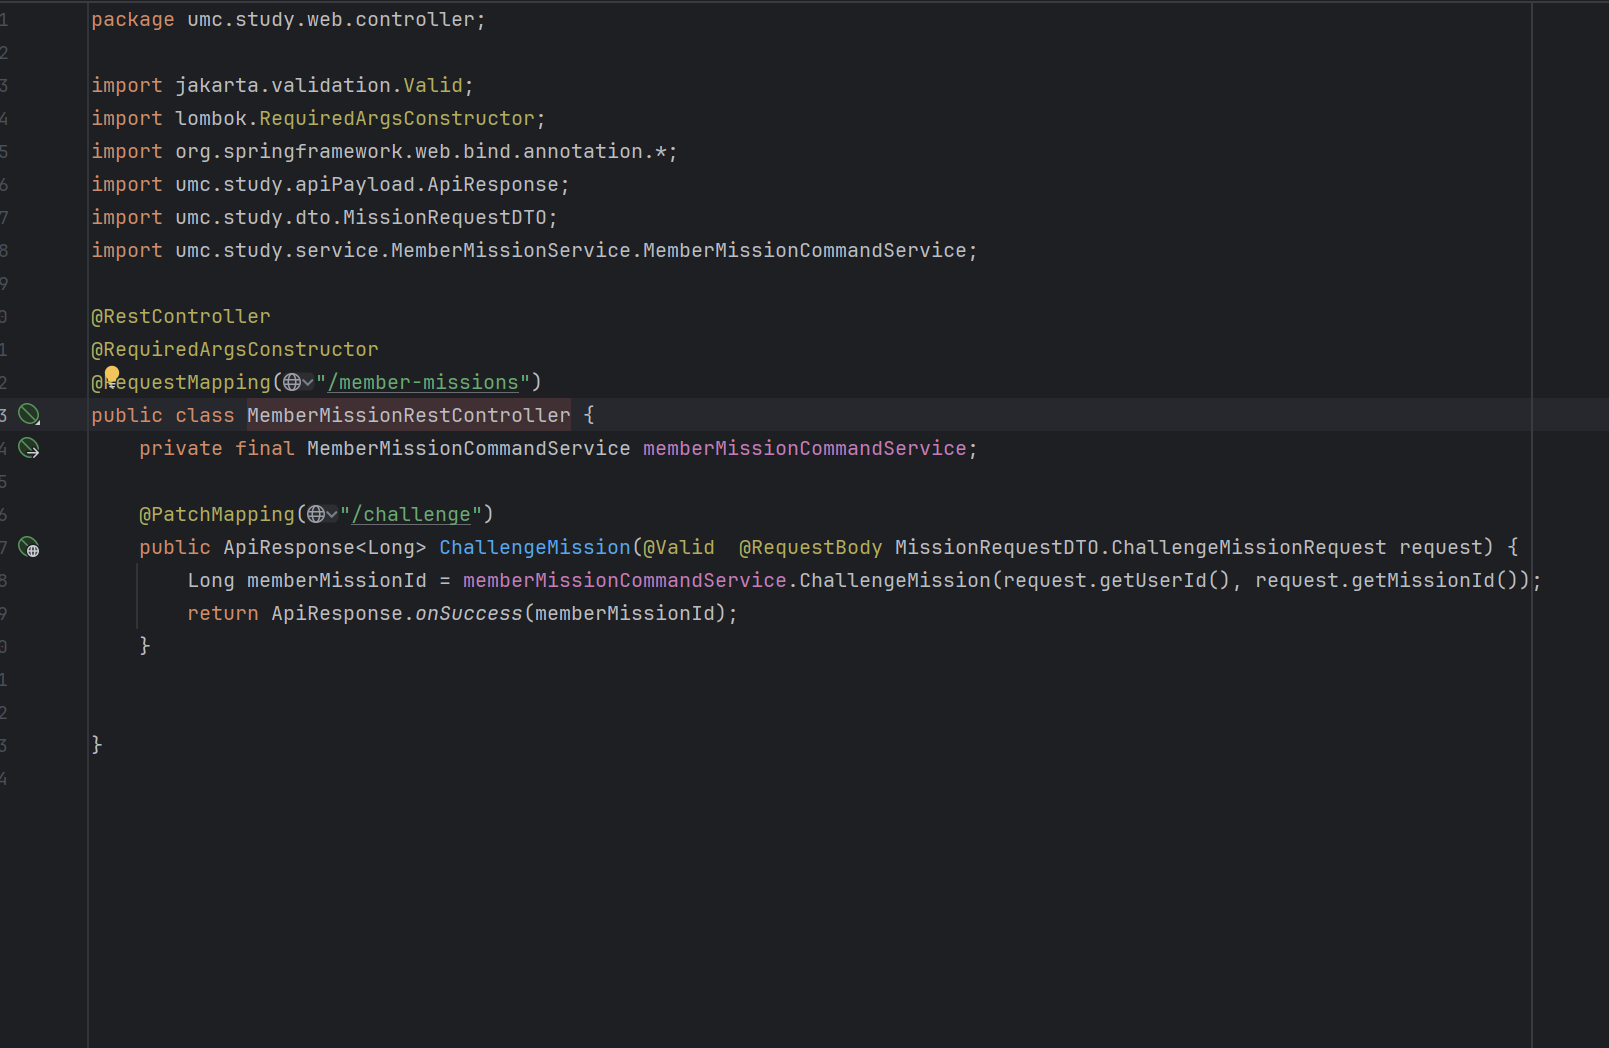 1 package umc.study.web.controller;
2
3 import jakarta.validation.Valid;
4 import lombok.RequiredArgsConstructor;
5 import org.springframework.web.bind.annotation.*;
6 import umc.study.apiPayload.ApiResponse;
7 import umc.study.dto.MissionRequestDTO;
8 import umc.study.service.MemberMissionService.MemberMissionCommandService;
9
0 @RestController
1 @RequiredArgsConstructor
2 @RequestMapping("/member-missions")
3 public class MemberMissionRestController {
4 private final MemberMissionCommandService memberMissionCommandService;
5
6 @PatchMapping("/challenge")
7 public ApiResponse<Long> ChallengeMission(@Valid  @RequestBody MissionRequestDTO.ChallengeMissionRequest request) {
8 Long memberMissionId = memberMissionCommandService.ChallengeMission(request.getUserId(), request.getMissionId());
9 return ApiResponse.onSuccess(memberMissionId);
0 }
1
2
3 }
4